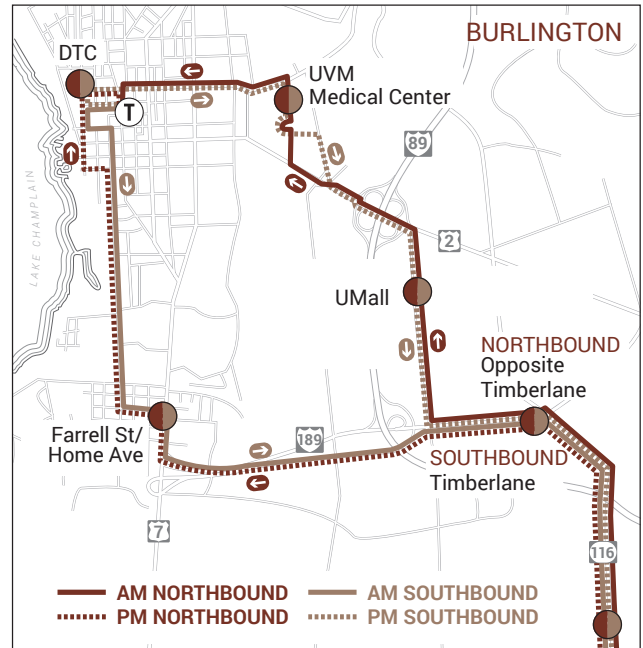 BURLINGTON
DTC
UVM
Medical Center
T
89
LAKE CHAMPLAIN
2
UMall
NORTHBOUND
Opposite
Timberlane
Farrell St/
Home Ave
189
SOUTHBOUND
Timberlane
7
116
AM NORTHBOUND
AM SOUTHBOUND
PM NORTHBOUND
PM SOUTHBOUND